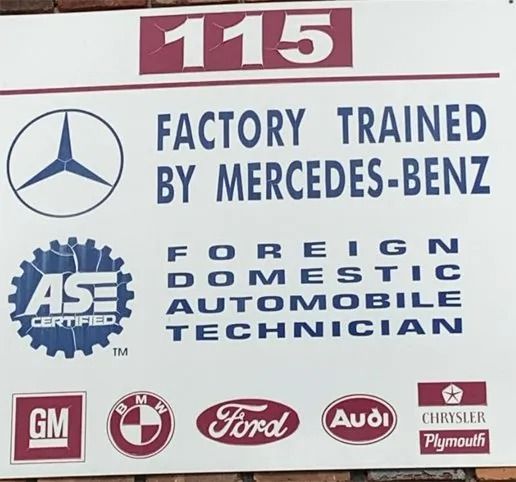 115
FACTORY TRAINED
BY MERCEDES-BENZ
ASE
CERTIFIED
TM
FOREIGN
DOMESTIC
AUTOMOBILE
TECHNICIAN
GM
BMW
Ford
Audi
CHRYSLER
Plymouth